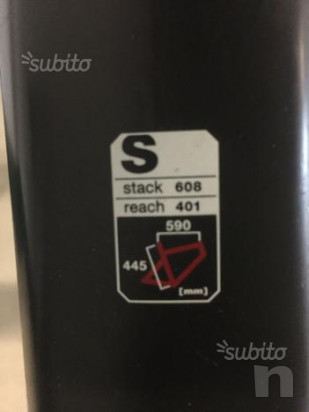 subito
S
stack 608
reach 401
590
445
[mm]
subito
n